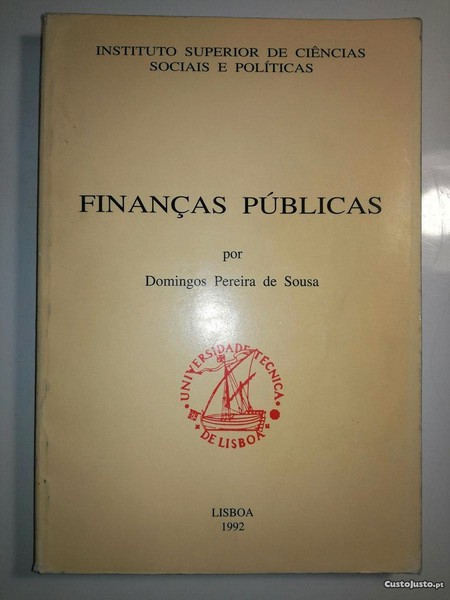 INSTITUTO SUPERIOR DE CIÊNCIAS
SOCIAIS E POLÍTICAS
FINANÇAS PÚBLICAS
por
Domingos Pereira de Sousa
UNIVERSIDADE TECNICA
DE LISBOA
LISBOA
1992
CustoJusto.pt